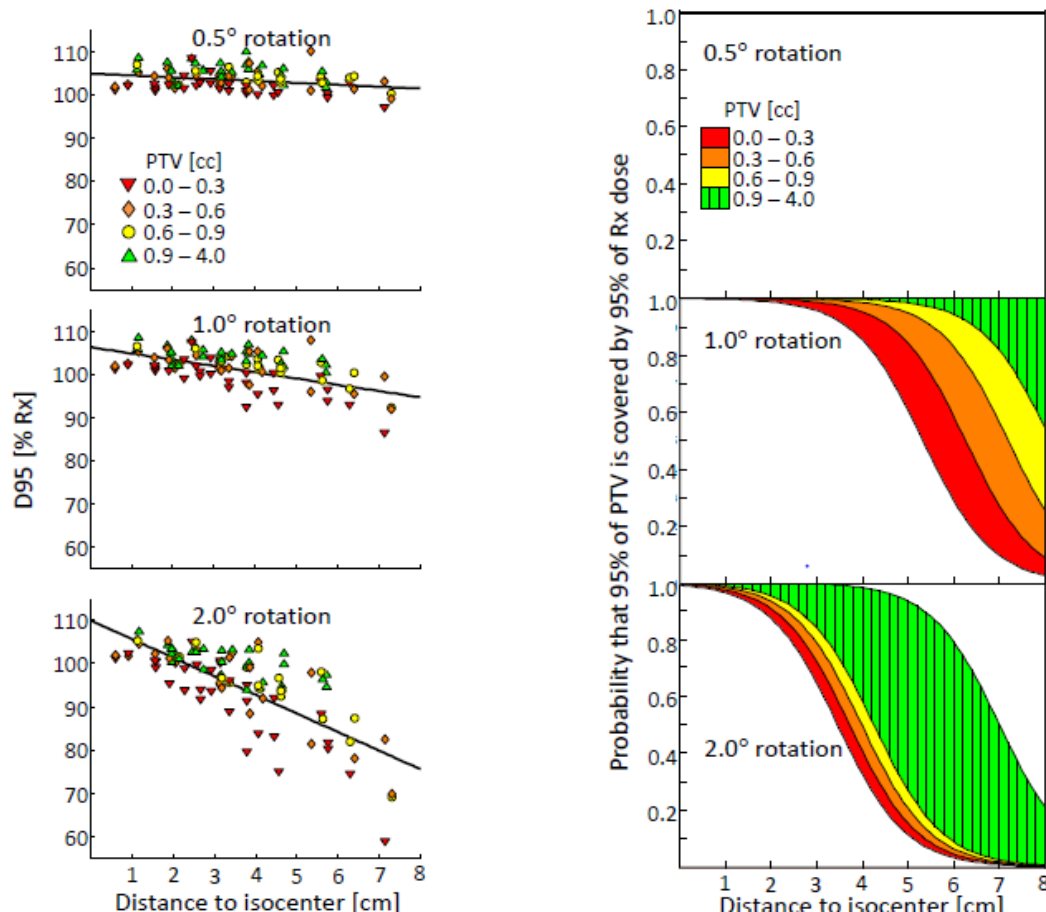 D95 [% Rx]
0.5° rotation
110
100
90
80
70
60
PTV [cc]
0.0 – 0.3
0.3 – 0.6
0.6 – 0.9
0.9 – 4.0
1.0° rotation
110
100
90
80
70
60
2.0° rotation
110
100
90
80
70
60
1 2 3 4 5 6 7 8
Distance to isocenter [cm]
Probability that 95% of PTV is covered by 95% of Rx dose
1.0
0.8
0.6
0.4
0.2
0.5° rotation
PTV [cc]
0.0 – 0.3
0.3 – 0.6
0.6 – 0.9
0.9 – 4.0
1.0
0.8
0.6
0.4
0.2
1.0° rotation
1.0
0.8
0.6
0.4
0.2
2.0° rotation
1 2 3 4 5 6 7 8
Distance to isocenter [cm]